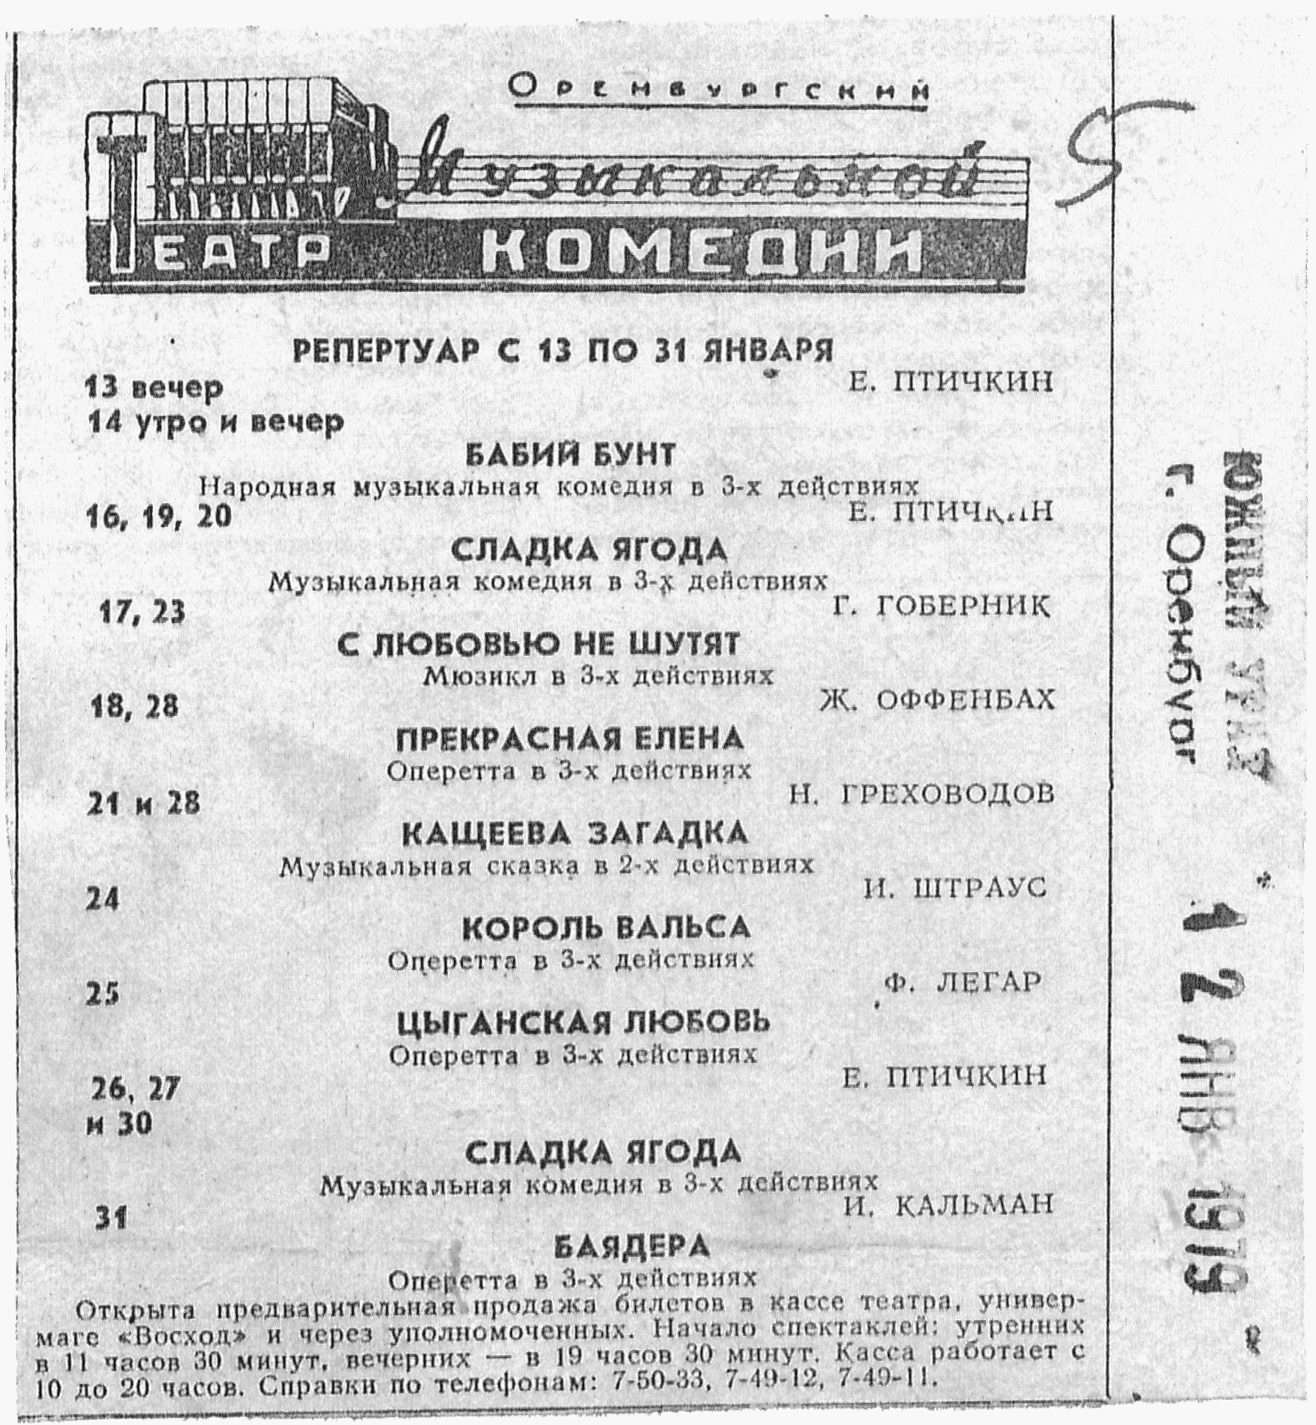 Оренбургский
Театр Музыкальной Комедии
РЕПЕРТУАР С 13 ПО 31 ЯНВАРЯ
13 вечер
Е. ПТИЧКИН
14 утро и вечер
БАБИЙ БУНТ
Народная музыкальная комедия в 3-х действиях
16, 19, 20
Е. ПТИЧКИН
СЛАДКА ЯГОДА
Музыкальная комедия в 3-х действиях
17, 23
Г. ГОБЕРНИК
С ЛЮБОВЬЮ НЕ ШУТЯТ
Мюзикл в 3-х действиях
18, 28
Ж. ОФФЕНБАХ
ПРЕКРАСНАЯ ЕЛЕНА
Оперетта в 3-х действиях
21 и 28
Н. ГРЕХОВОДОВ
КАЩЕЕВА ЗАГАДКА
Музыкальная сказка в 2-х действиях
24
И. ШТРАУС
КОРОЛЬ ВАЛЬСА
Оперетта в 3-х действиях
25
Ф. ЛЕГАР
ЦЫГАНСКАЯ ЛЮБОВЬ
Оперетта в 3-х действиях
26, 27
Е. ПТИЧКИН
и 30
СЛАДКА ЯГОДА
Музыкальная комедия в 3-х действиях
31
И. КАЛЬМАН
БАЯДЕРА
Оперетта в 3-х действиях
Открыта предварительная продажа билетов в кассе театра, универ-
маге «Восход» и через уполномоченных. Начало спектаклей: утренних
в 11 часов 30 минут, вечерних — в 19 часов 30 минут. Касса работает с
10 до 20 часов. Справки по телефонам: 7-50-33, 7-49-12, 7-49-11.
5
ЮЖНЫЙ УРАЛ
г. Оренбург
12 ЯНВ 1979